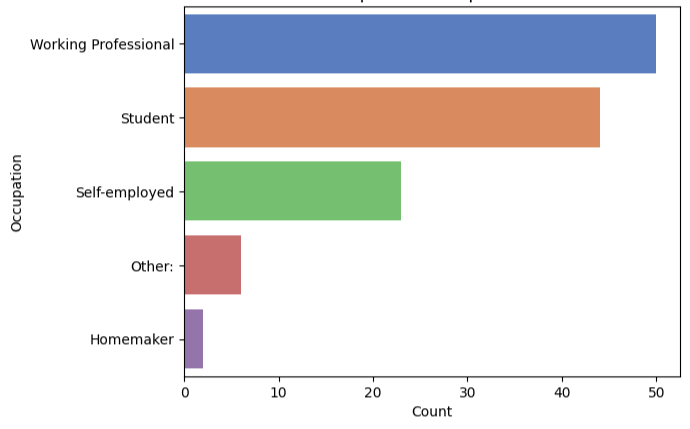 Working Professional
Student
Self-employed
Other:
Homemaker
Occupation
0 10 20 30 40 50
Count